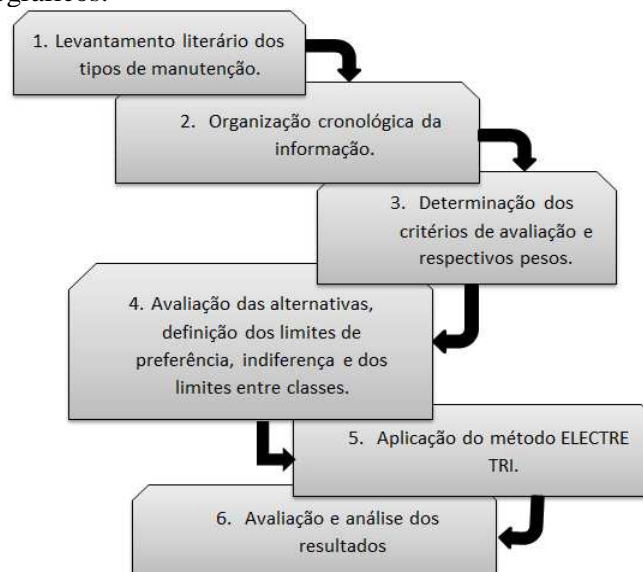 1. Levantamento literário dos
tipos de manutenção.
2. Organização cronológica da
informação.
3. Determinação dos
critérios de avaliação e
respectivos pesos.
4. Avaliação das alternativas,
definição dos limites de
preferência, indiferença e dos
limites entre classes.
5. Aplicação do método ELECTRE
TRI.
6. Avaliação e análise dos
resultados